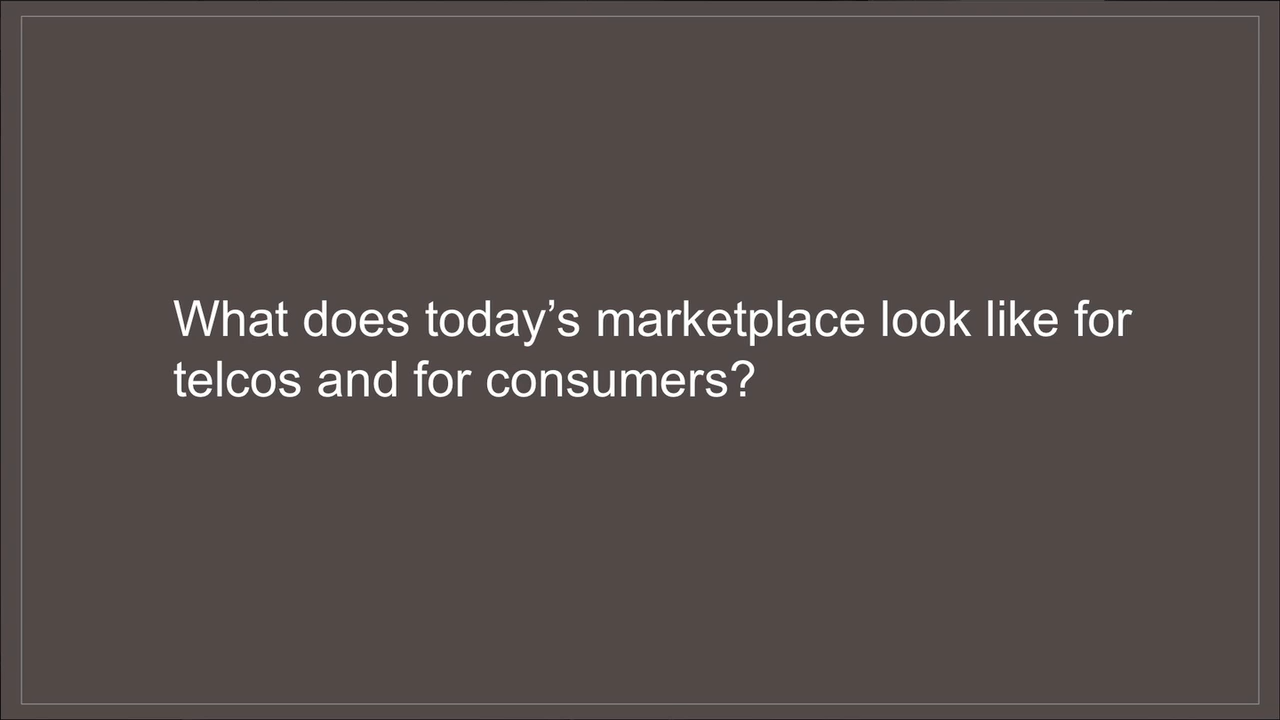 What does today’s marketplace look like for
telcos and for consumers?